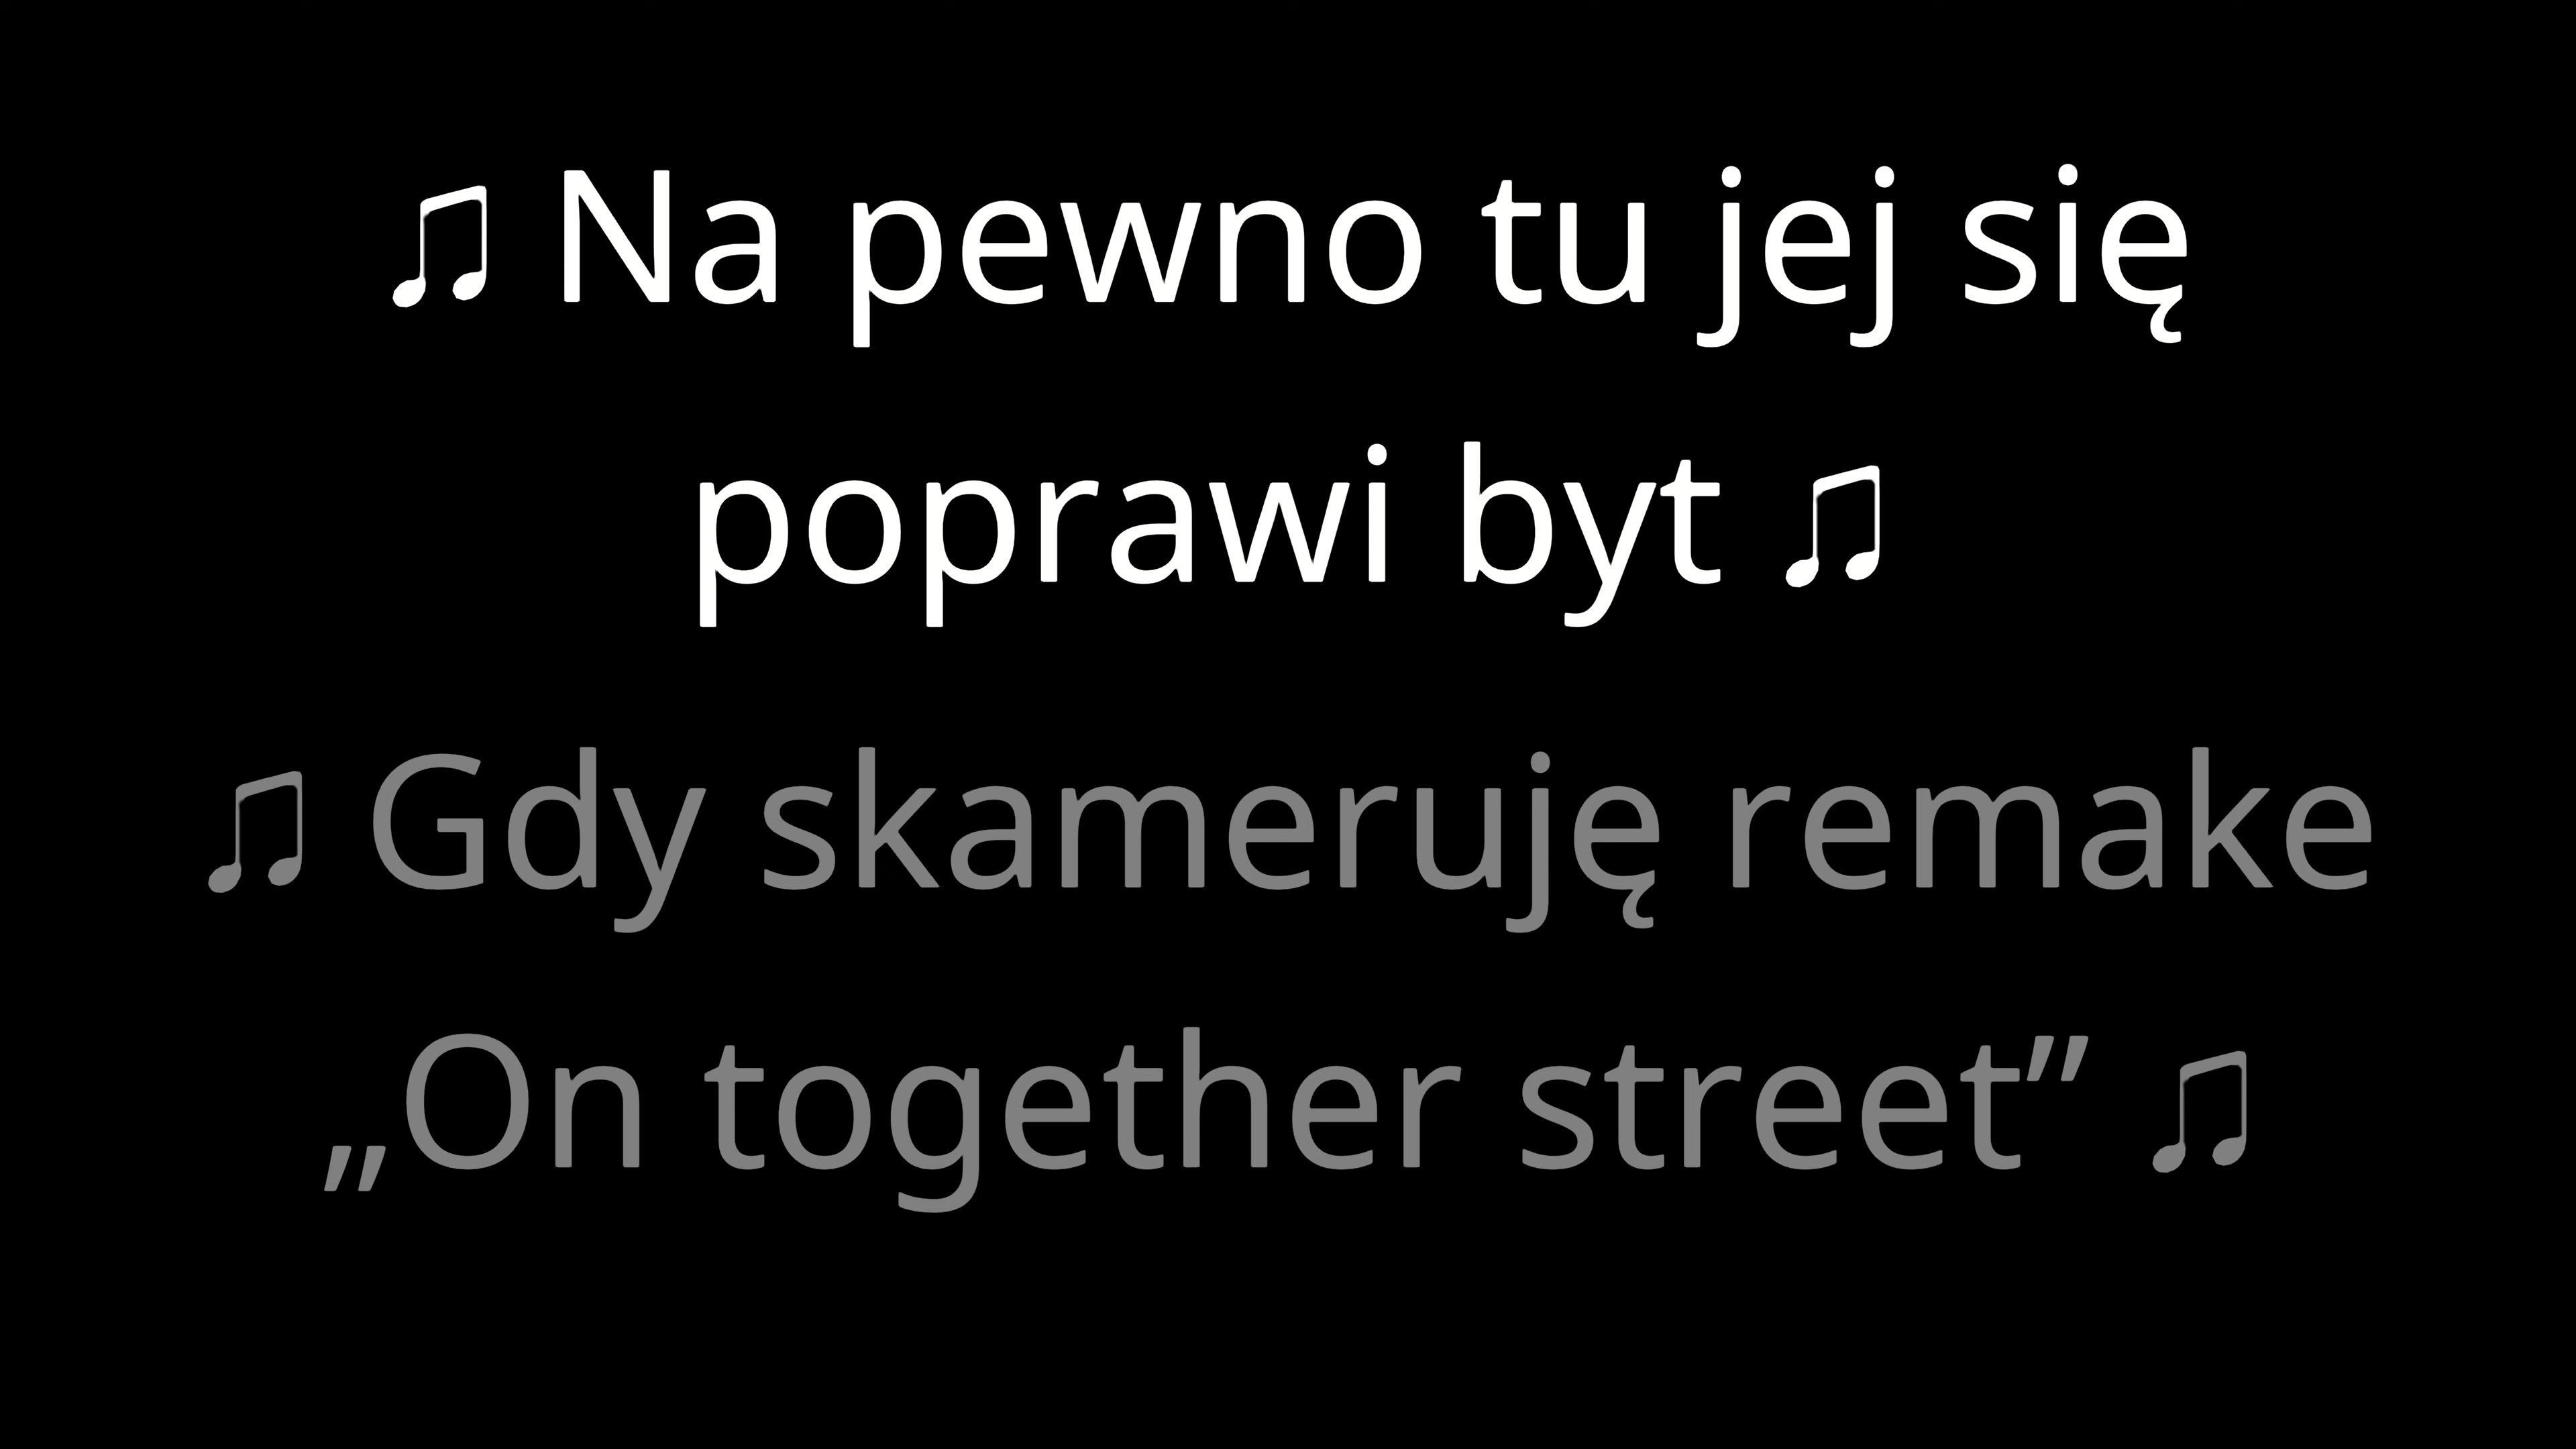 ♫ Na pewno tu jej się
poprawi byt ♫
♫ Gdy skameruję remake
„On together street” ♫